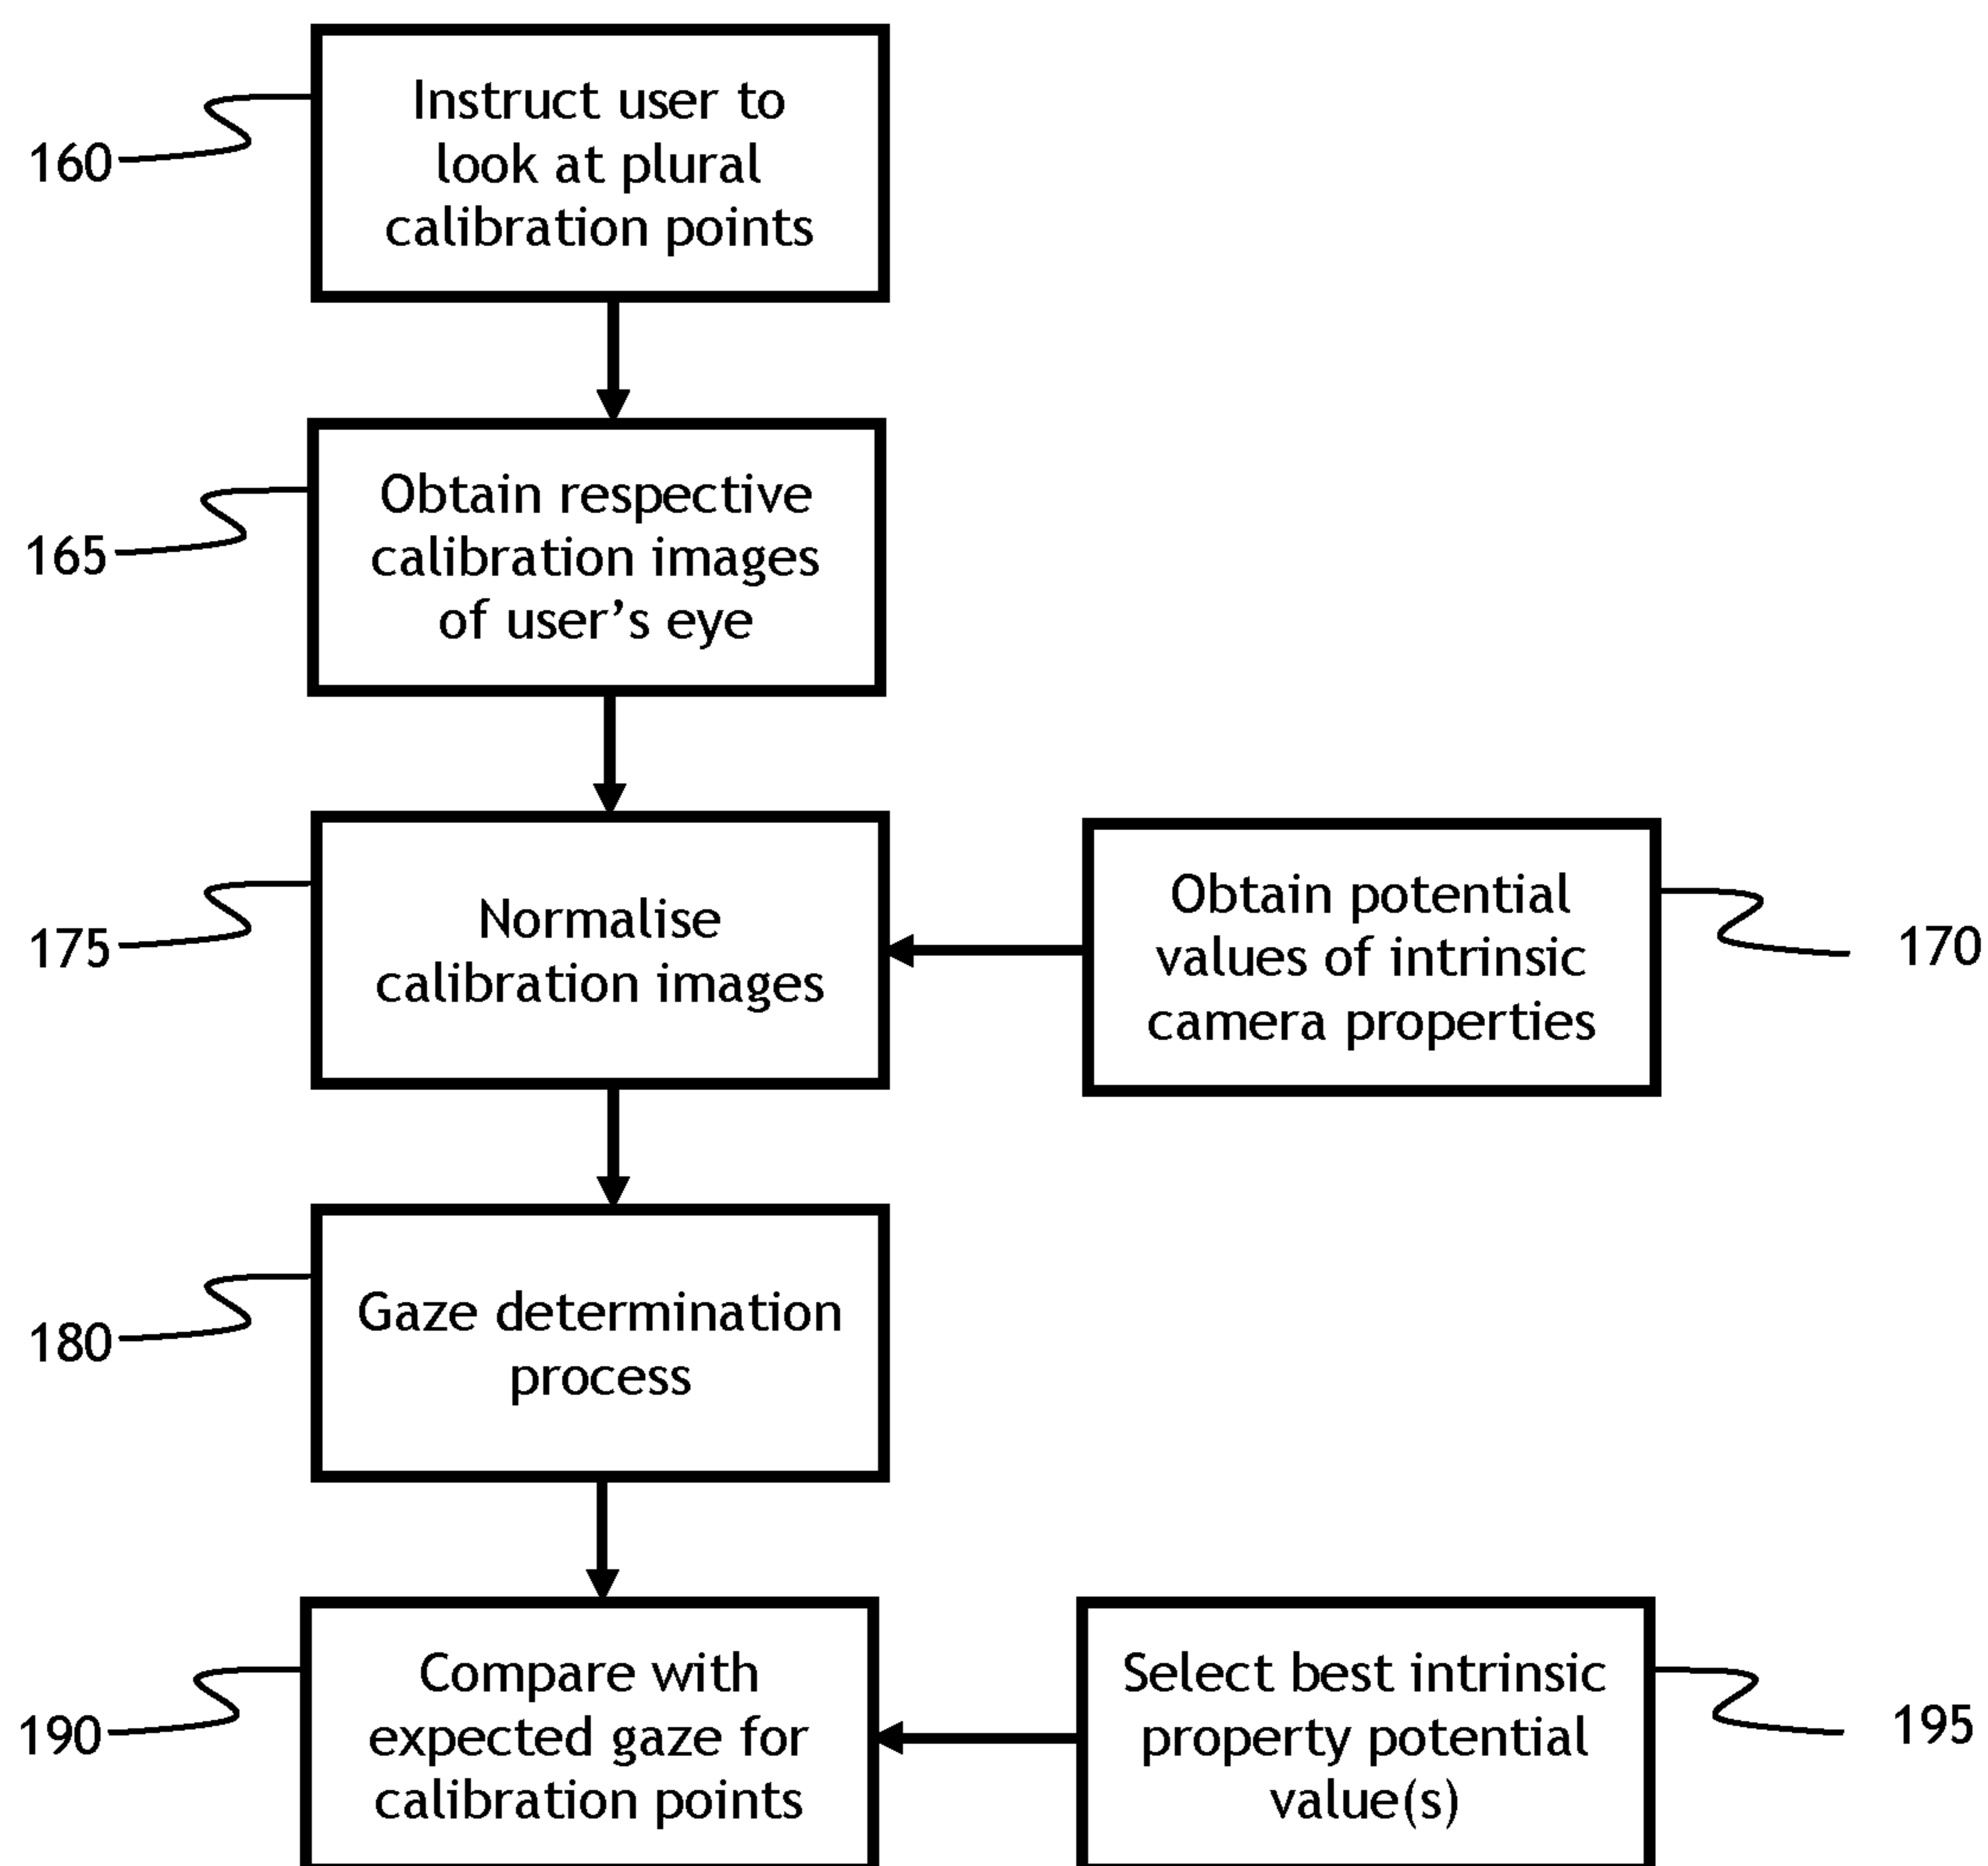 160
Instruct user to
look at plural
calibration points
165
Obtain respective
calibration images
of user’s eye
175
Normalise
calibration images
Obtain potential
values of intrinsic
camera properties
170
180
Gaze determination
process
190
Compare with
expected gaze for
calibration points
Select best intrinsic
property potential
value(s)
195